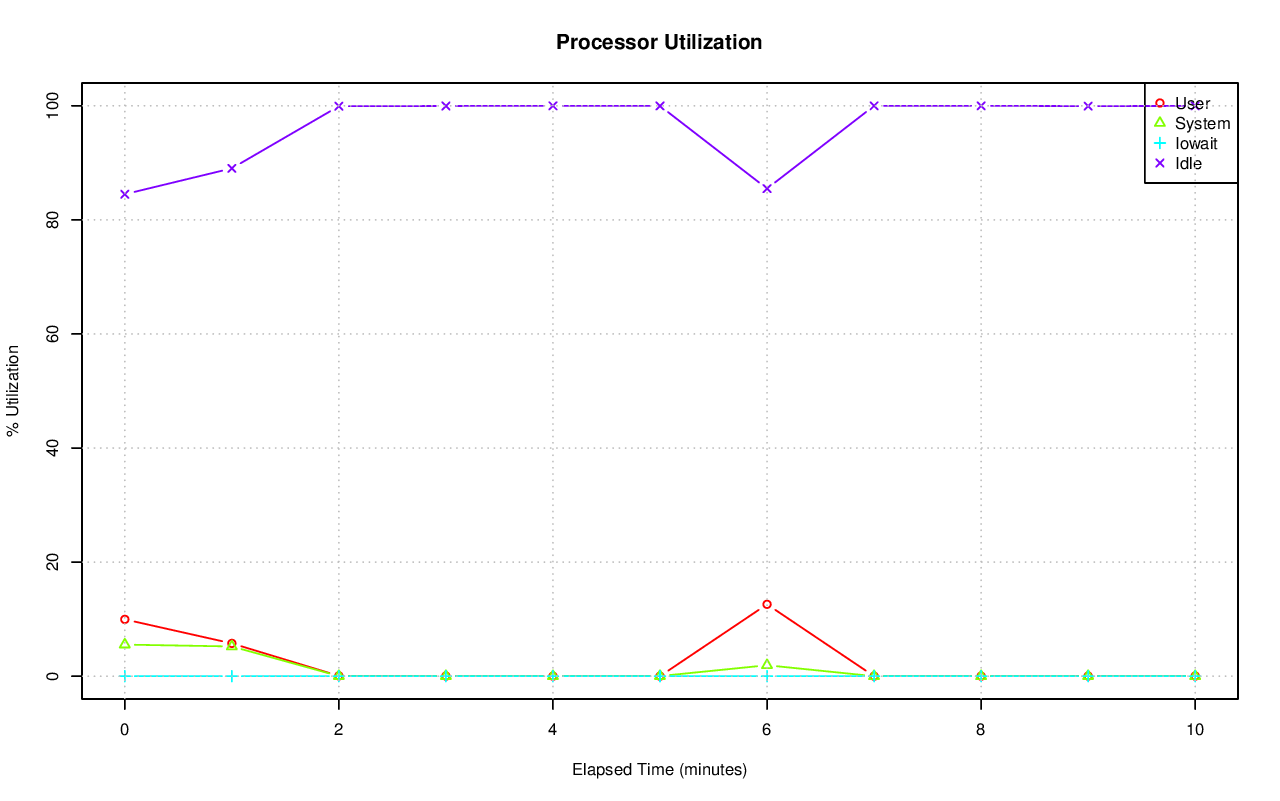 Processor Utilization
100
80
60
40
20
0
% Utilization
User
System
Iowait
Idle
0 2 4 6 8 10
Elapsed Time (minutes)